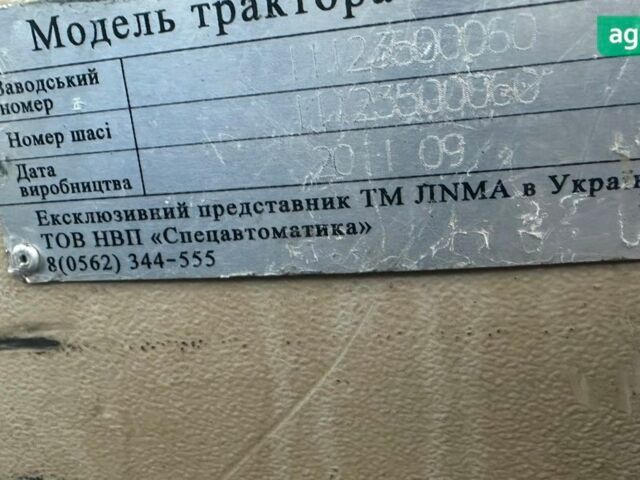 Модель трактора
ag
Заводський
номер
Номер шасі
Дата
виробництва
2011 09
Ексклюзивний представник ТМ JINMA в Украї
ТОВ НВП «Спецавтоматика»
8(0562) 344-555